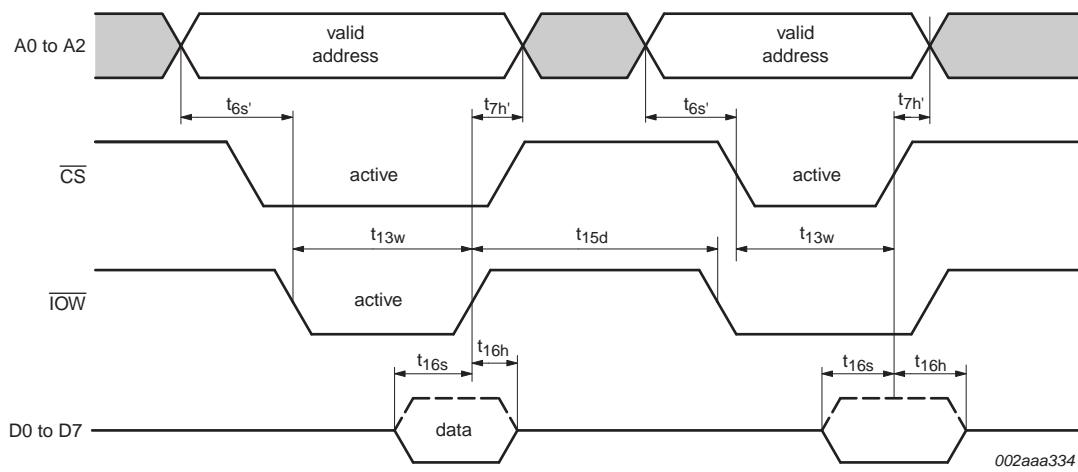 A0 to A2
valid
address
valid
address
t6s'
t7h'
t6s'
t7h'
CS
active
active
t13w
t15d
t13w
IOW
active
t16s
t16h
t16s
t16h
D0 to D7
data
002aaa334